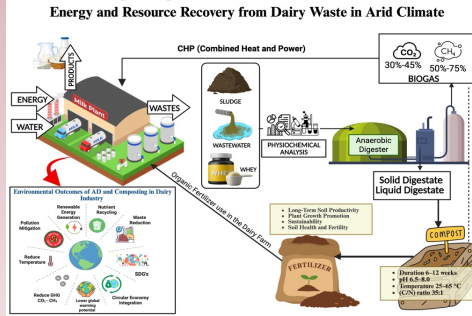 Energy and Resource Recovery from Dairy Waste in Arid Climate
CHP (Combined Heat and Power)
PRODUCTS
ENERGY
WATER
Milk Plant
WASTES
SLUDGE
WASTEWATER
WHEY
PHYSIOCHEMICAL
ANALYSIS
CO₂
CH₄
30%-45%
50%-75%
BIOGAS
Anaerobic
Digester
Solid Digestate
Liquid Digestate
COMPOST
• Duration 6–12 weeks
• pH 6.5–8.0
• Temperature 25–65 °C
• (C/N) ratio 35:1
• Long-Term Soil Productivity
• Plant Growth Promotion
• Sustainability
• Soil Health and Fertility
FERTILIZER
Organic Fertilizer use in the Dairy Farm
Environmental Outcomes of AD and Composting in Dairy
Industry
Renewable
Energy
Generation
Nutrient
Recycling
Pollution
Mitigation
Waste
Reduction
Reduce
Temperature
SDG's
Reduce GHG
CO₂ - CH₄
Lower global
warming
potential
Circular Economy
Integration